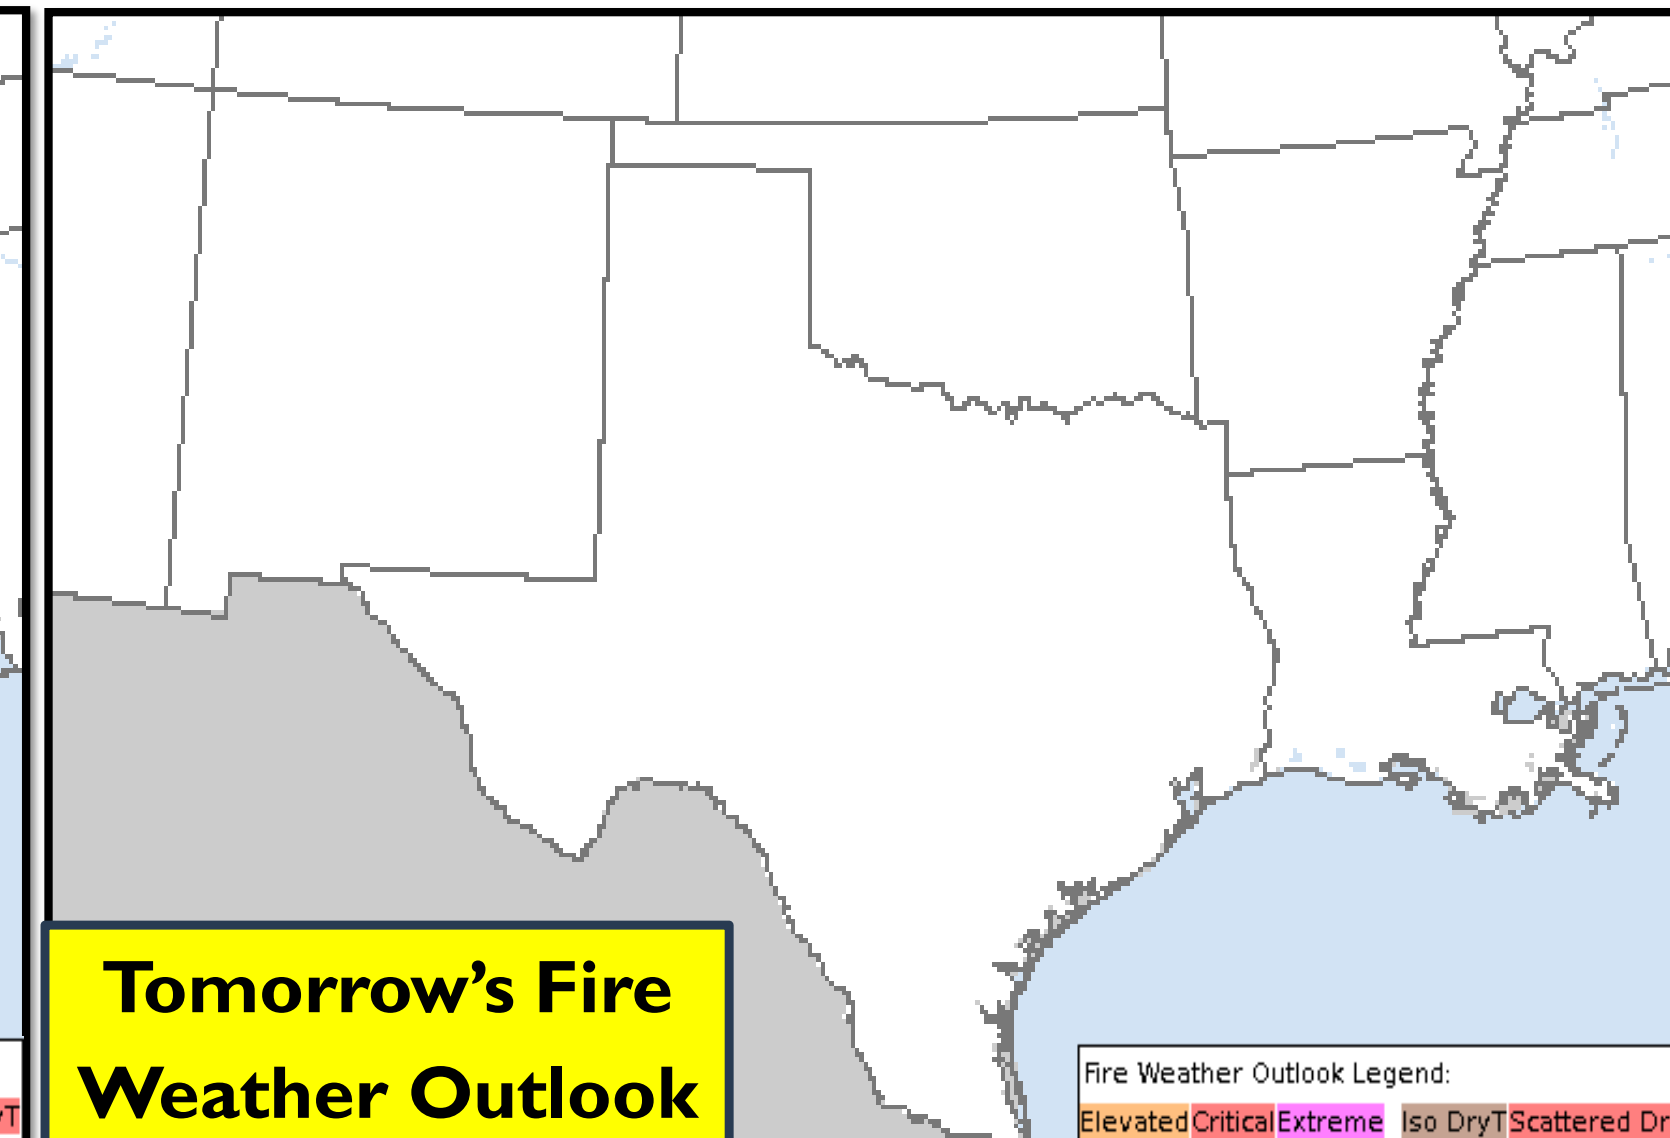 Tomorrow’s Fire
Weather Outlook
Fire Weather Outlook Legend:
Elevated Critical Extreme Iso DryT Scattered